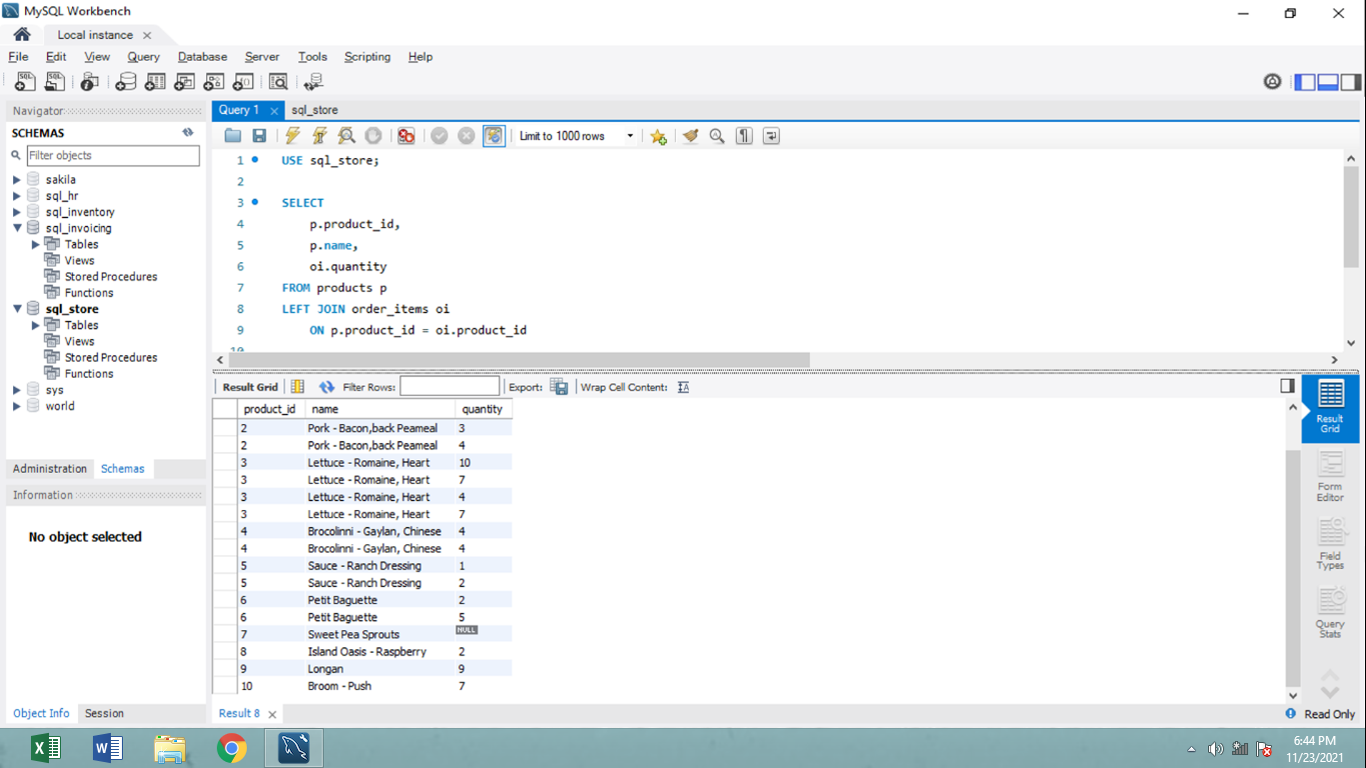 MySQL Workbench
Local instance
File Edit View Query Database Server Tools Scripting Help
Navigator
SCHEMAS
Filter objects
sakila
sql_hr
sql_inventory
sql_invoicing
Tables
Views
Stored Procedures
Functions
sql_store
Tables
Views
Stored Procedures
Functions
sys
world
Administration Schemas
Information
No object selected
Object Info Session
Query 1 sql_store
Limit to 1000 rows
1 USE sql_store;
2
3 SELECT
4 p.product_id,
5 p.name,
6 oi.quantity
7 FROM products p
8 LEFT JOIN order_items oi
9 ON p.product_id = oi.product_id
10
Result Grid Filter Rows: Export: Wrap Cell Content:
product_id name quantity
2 Pork - Bacon,back Peameal 3
2 Pork - Bacon,back Peameal 4
3 Lettuce - Romaine, Heart 10
3 Lettuce - Romaine, Heart 7
3 Lettuce - Romaine, Heart 4
3 Lettuce - Romaine, Heart 7
4 Brocolinni - Gaylan, Chinese 4
4 Brocolinni - Gaylan, Chinese 4
5 Sauce - Ranch Dressing 1
5 Sauce - Ranch Dressing 2
6 Petit Baguette 2
6 Petit Baguette 5
7 Sweet Pea Sprouts NULL
8 Island Oasis - Raspberry 2
9 Longan 9
10 Broom - Push 7
Result 8
Result
Grid
Form
Editor
Field
Types
Query
Stats
Read Only
6:44 PM
11/23/2021